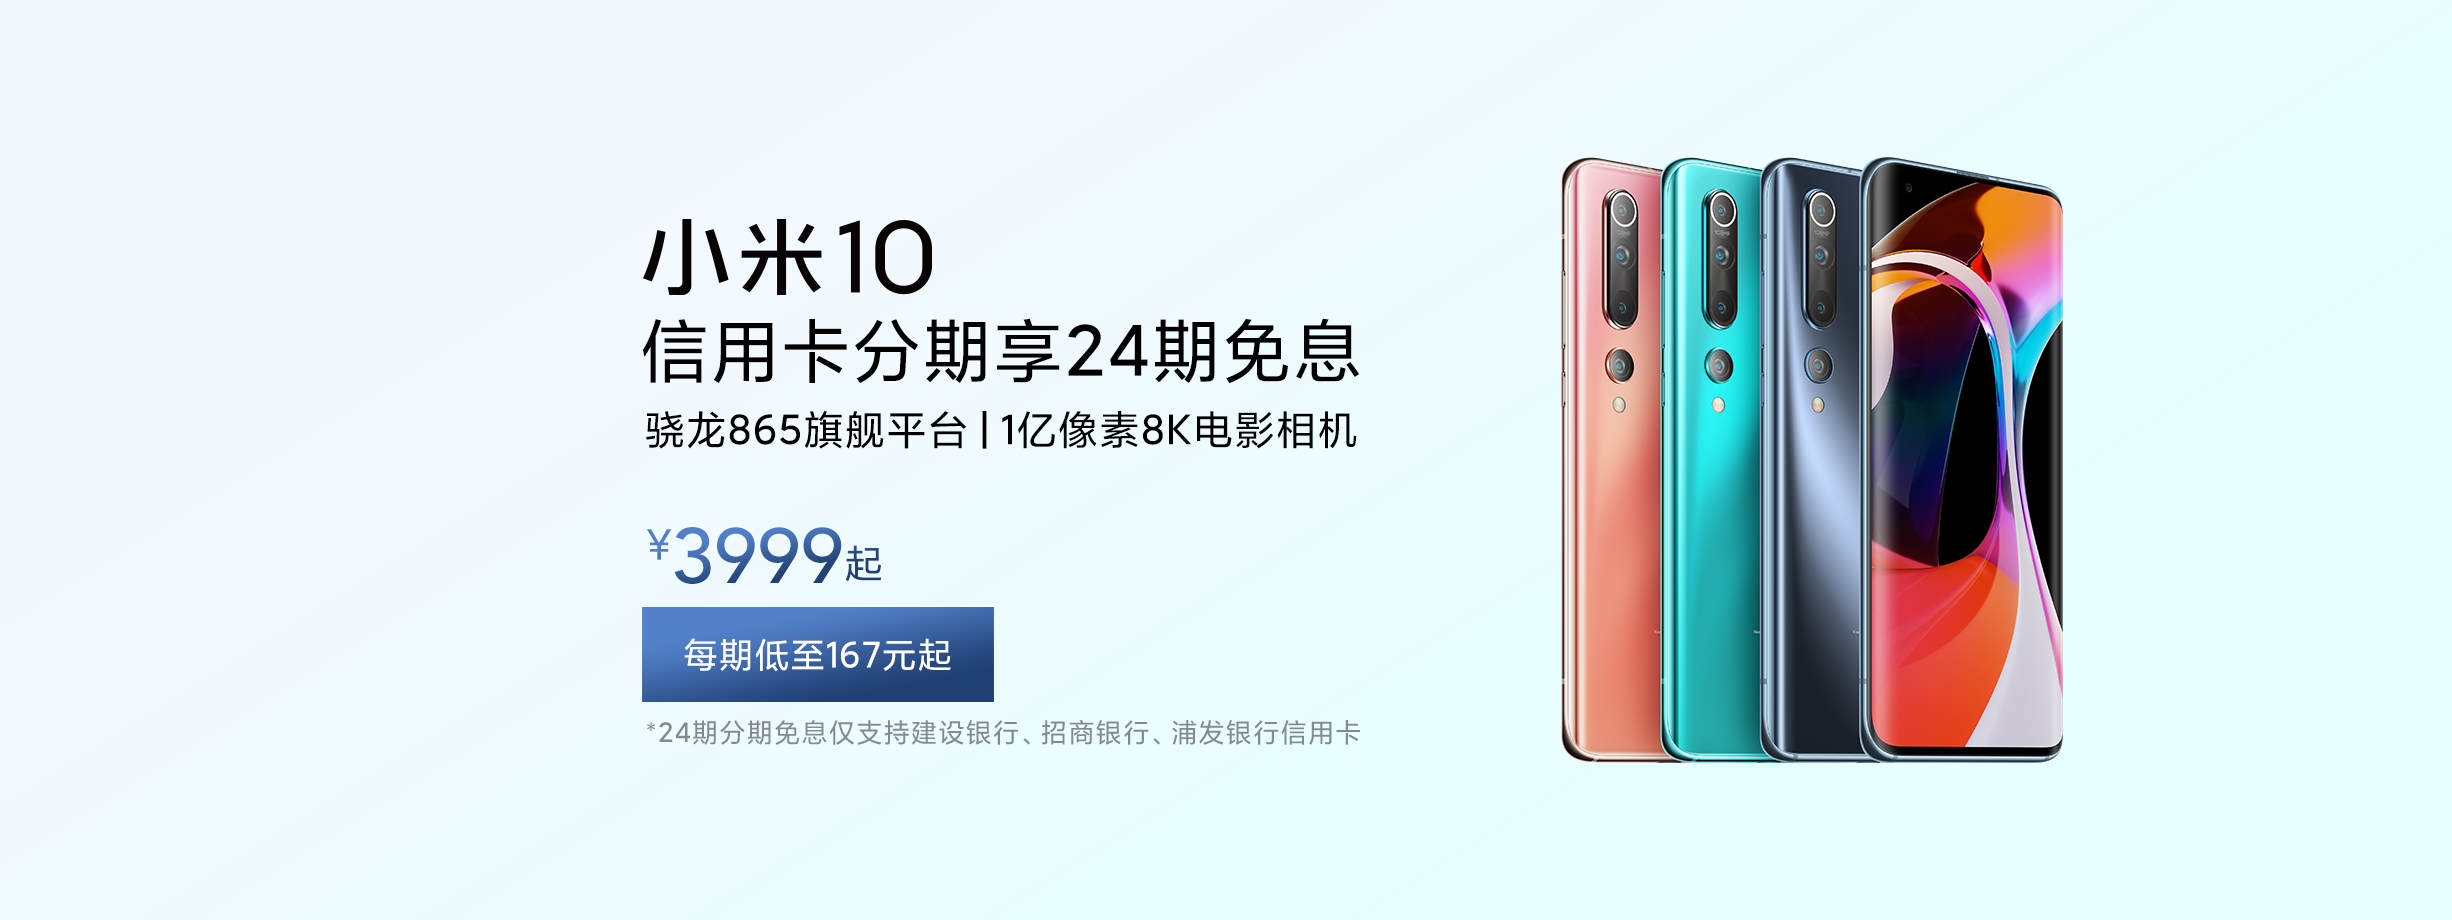 小米10
信用卡分期享24期免息
骁龙865旗舰平台 | 1亿像素8K电影相机
¥3999起
每期低至167元起
*24期分期免息仅支持建设银行、招商银行、浦发银行信用卡